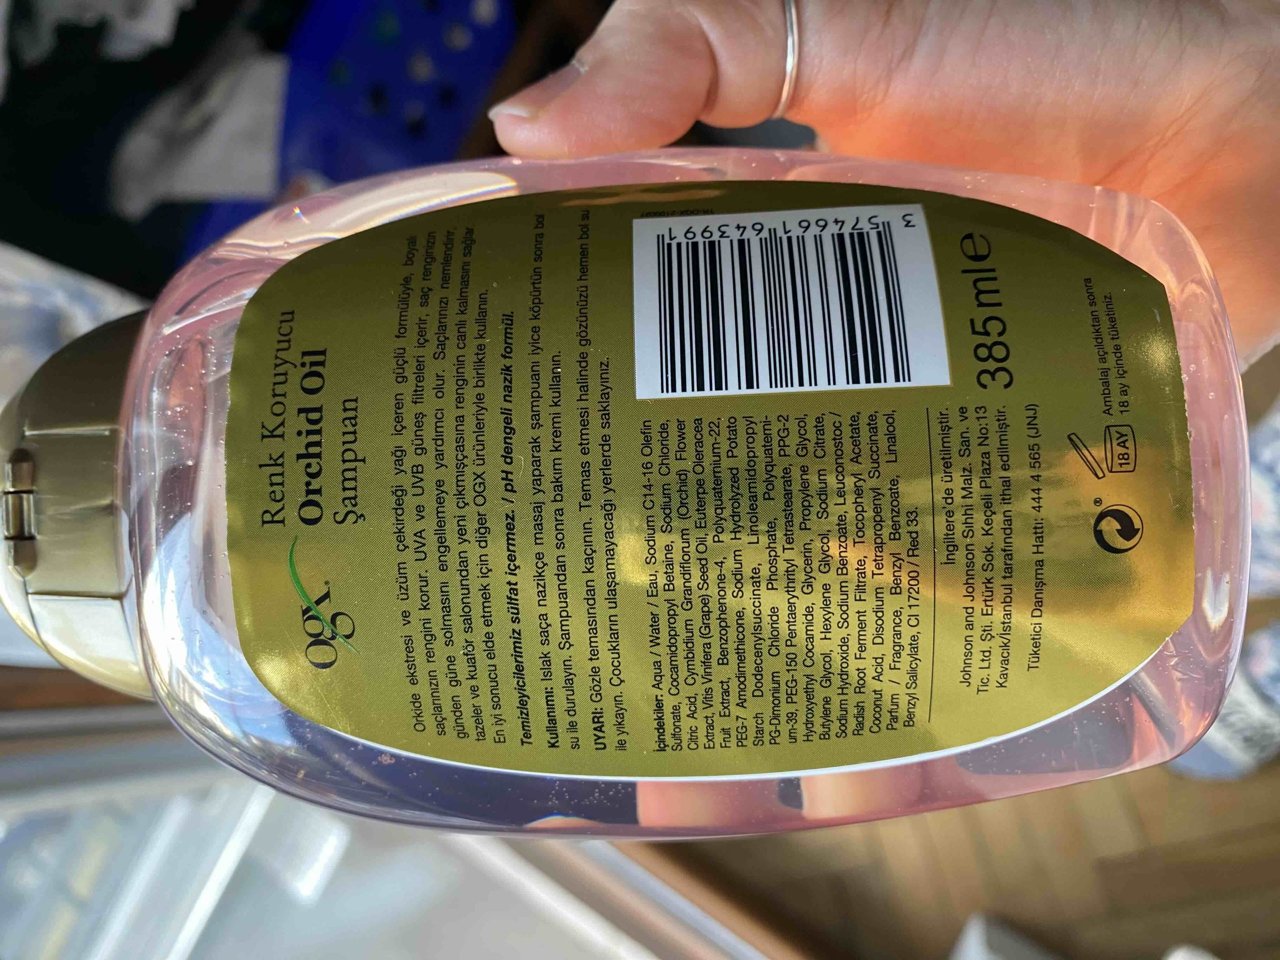 ogx®
Renk Koruyucu
Orchid Oil
Şampuan
Orkide ekstresi ve üzüm çekirdeği yağı içeren güçlü formülüyle, boyalı
saçlarınızın rengini korur. UVA ve UVB güneş filtreleri içerir, saç renginizin
günden güne solmasını engellemeye yardımcı olur. Saçlarınızı nemlendirir,
tazeler ve kuaför salonundan yeni çıkmışçasına renginin canlı kalmasını sağlar
En iyi sonucu elde etmek için diğer OGX ürünleriyle birlikte kullanın.
Temizleyicilerimiz sülfat içermez. / pH dengeli nazik formül.
Kullanımı: Islak saça nazikçe masaj yaparak şampuanı iyice köpürtün sonra bol
su ile durulayın. Şampuandan sonra bakım kremi kullanın.
UYARI: Gözle temasından kaçının. Temas etmesi halinde gözünüzü hemen bol su
ile yıkayın. Çocukların ulaşamayacağı yerlerde saklayınız.
İçindekiler: Aqua / Water / Eau, Sodium C14-16 Olefin
Sulfonate, Cocamidopropyl Betaine, Sodium Chloride,
Citric Acid, Cymbidium Grandiflorum (Orchid) Flower
Extract, Vitis Vinifera (Grape) Seed Oil, Euterpe Oleracea
Fruit Extract, Benzophenone-4, Polyquaternium-22,
PEG-7 Amodimethicone, Sodium Hydrolyzed Potato
Starch Dodecenylsuccinate, Linoleamidopropyl
PG-Dimonium Chloride Phosphate, Polyquaterni-
um-39, PEG-150 Pentaerythrityl Tetrastearate, PPG-2
Hydroxyethyl Cocamide, Glycerin, Propylene Glycol,
Butylene Glycol, Hexylene Glycol, Sodium Citrate,
Sodium Hydroxide, Sodium Benzoate, Leuconostoc /
Radish Root Ferment Filtrate, Tocopheryl Acetate,
Coconut Acid, Disodium Tetrapropenyl Succinate,
Parfum / Fragrance, Benzyl Benzoate, Linalool,
Benzyl Salicylate, CI 17200 / Red 33.
3 574661 643991
İngiltere'de üretilmiştir.
Johnson and Johnson Sıhhi Malz. San. ve
Tic. Ltd. Şti. Ertürk Sok. Keçeli Plaza No:13
Kavacık/İstanbul tarafından ithal edilmiştir.
Tüketici Danışma Hattı: 444 4 565 (JNJ)
385 ml e
18 AY
Ambalaj açıldıktan sonra
18 ay içinde tüketiniz.